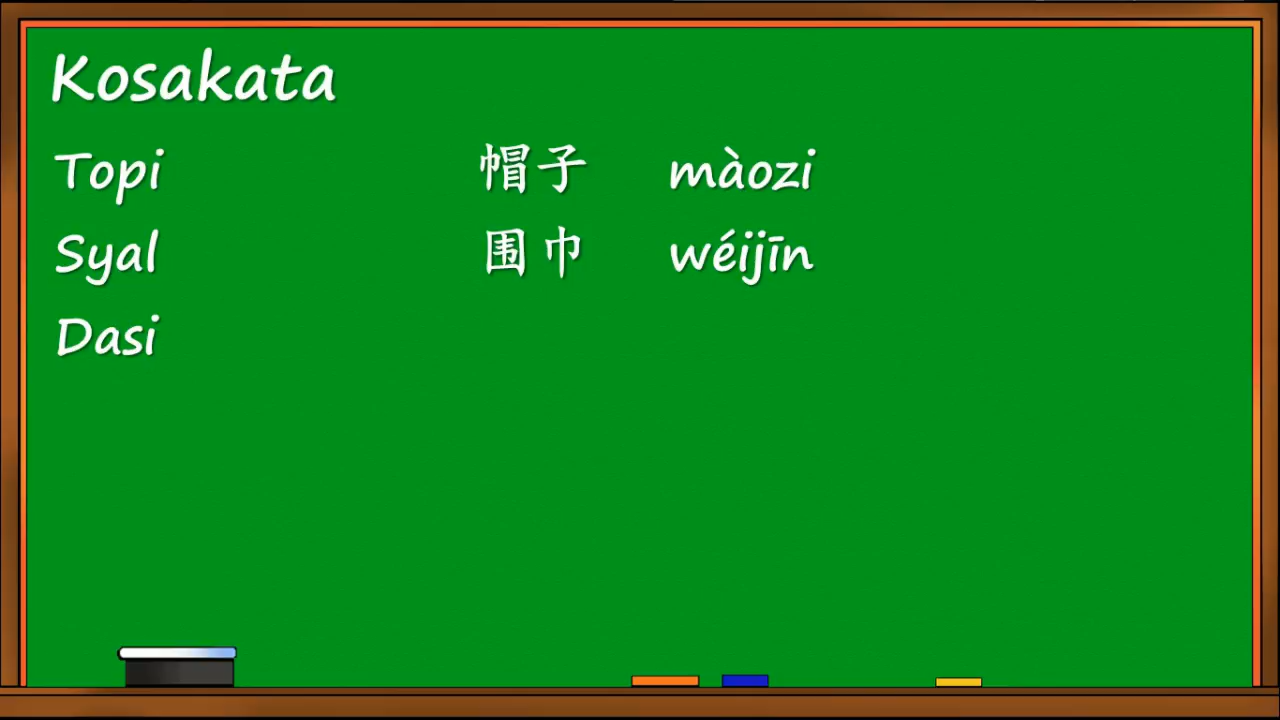 Kosakata
Topi 帽子 màozi
Syal 围巾 wéijīn
Dasi